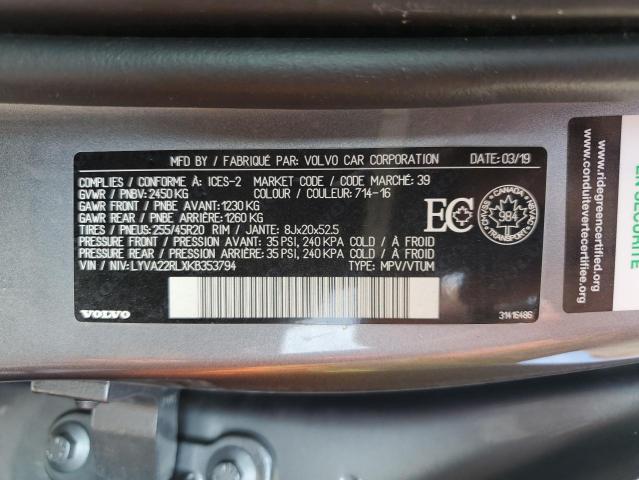 MFD BY / FABRIQUÉ PAR: VOLVO CAR CORPORATION DATE: 03/19
COMPLIES / CONFORME À: ICES-2 MARKET CODE / CODE MARCHÉ: 39
GVWR / PNBV: 2450 KG COLOUR / COULEUR: 714-16
GAWR FRONT / PNBE AVANT: 1230 KG
GAWR REAR / PNBE ARRIÈRE: 1260 KG
TIRES / PNEUS: 255/45R20 RIM / JANTE: 8Jx20x52.5
PRESSURE FRONT / PRESSION AVANT: 35 PSI, 240 KPA COLD / À FROID
PRESSURE REAR / PRESSION ARRIÈRE: 35 PSI, 240 KPA COLD / À FROID
VIN / NIV: LYVA22RLXKB353794 TYPE: MPV/VTUM
EC
CANADA
984
TRANSPORT
VOLVO
31416486
www.ridegreencertified.org
www.conduitevertecertifiee.org
EN SÉCURITÉ